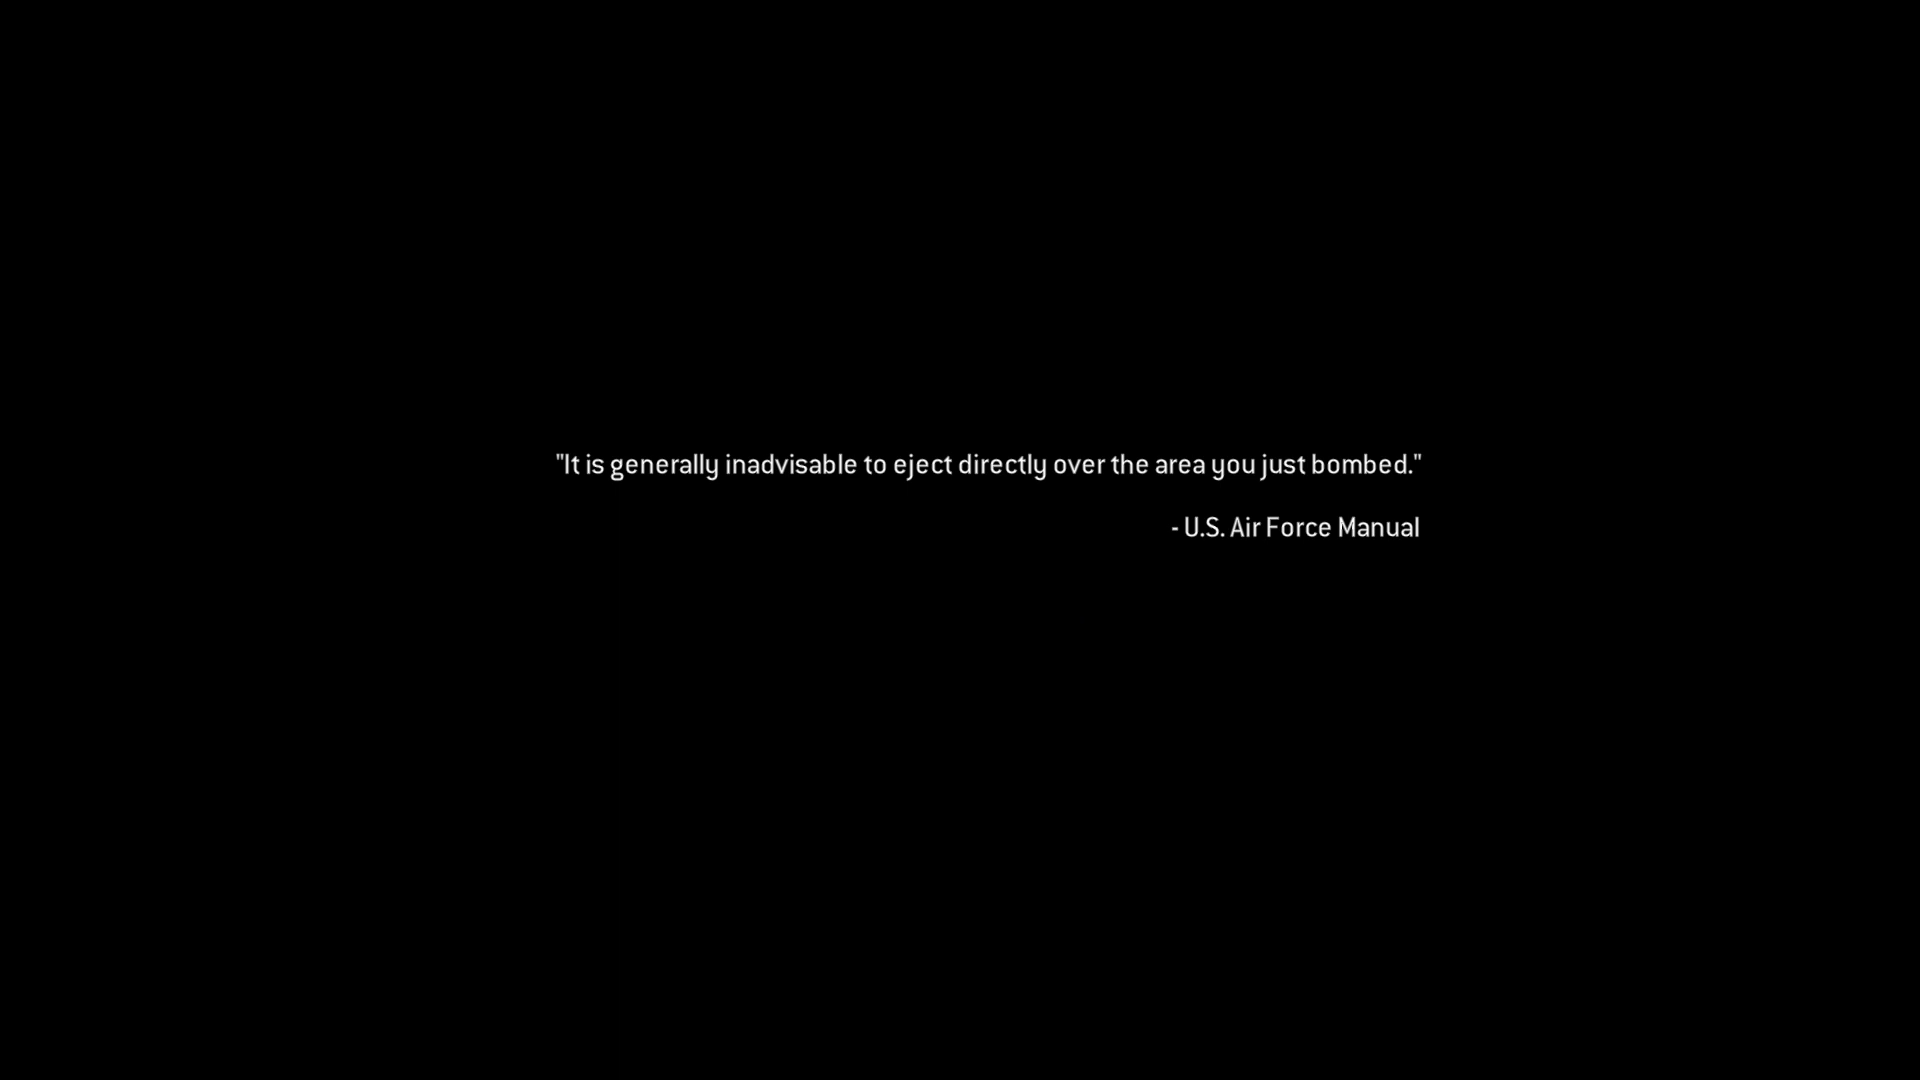 "It is generally inadvisable to eject directly over the area you just bombed."
- U.S. Air Force Manual